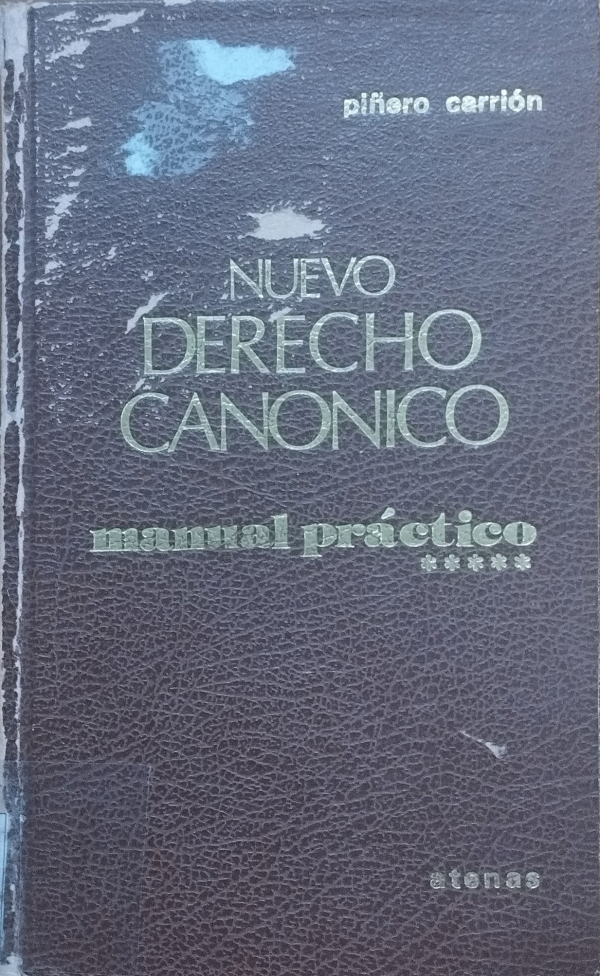 piñero carrión
NUEVO
DERECHO
CANONICO
manual práctico
*****
atenas